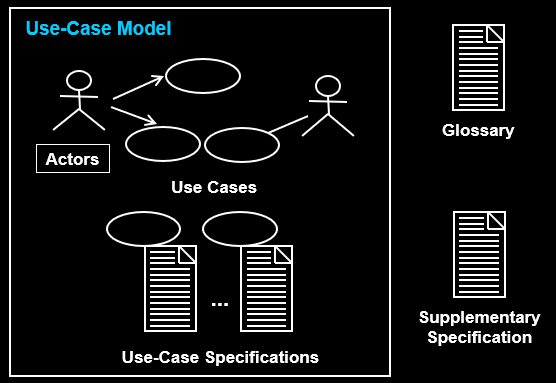 Use-Case Model
Actors
Use Cases
...
Use-Case Specifications
Glossary
Supplementary
Specification